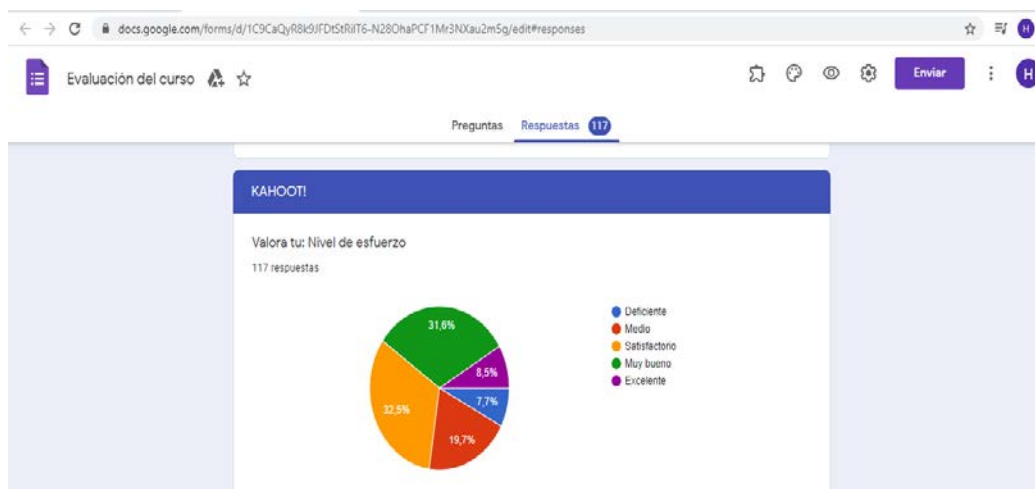 docs.google.com/forms/d/1C9CaQyR8k9JFDtStRiIT6-N28OhaPCF1Mr3NXau2m5g/edit#responses
H
Evaluación del curso
Enviar
H
Preguntas Respuestas 117
KAHOOT!
Valora tu: Nivel de esfuerzo
117 respuestas
31,6%
8,5%
7,7%
19,7%
32,5%
Deficiente
Medio
Satisfactorio
Muy bueno
Excelente